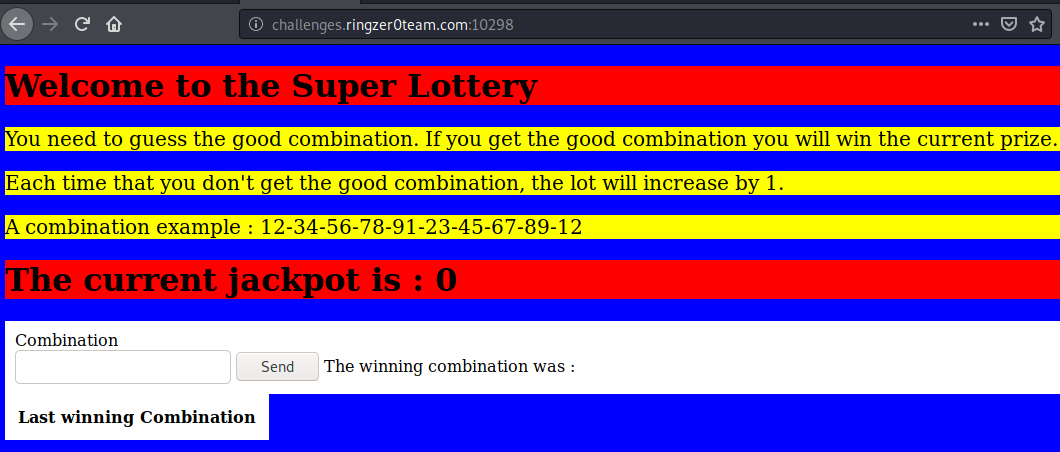 challenges.ringzer0team.com:10298
Welcome to the Super Lottery
You need to guess the good combination. If you get the good combination you will win the current prize.
Each time that you don't get the good combination, the lot will increase by 1.
A combination example : 12-34-56-78-91-23-45-67-89-12
The current jackpot is : 0
Combination
Send The winning combination was :
Last winning Combination